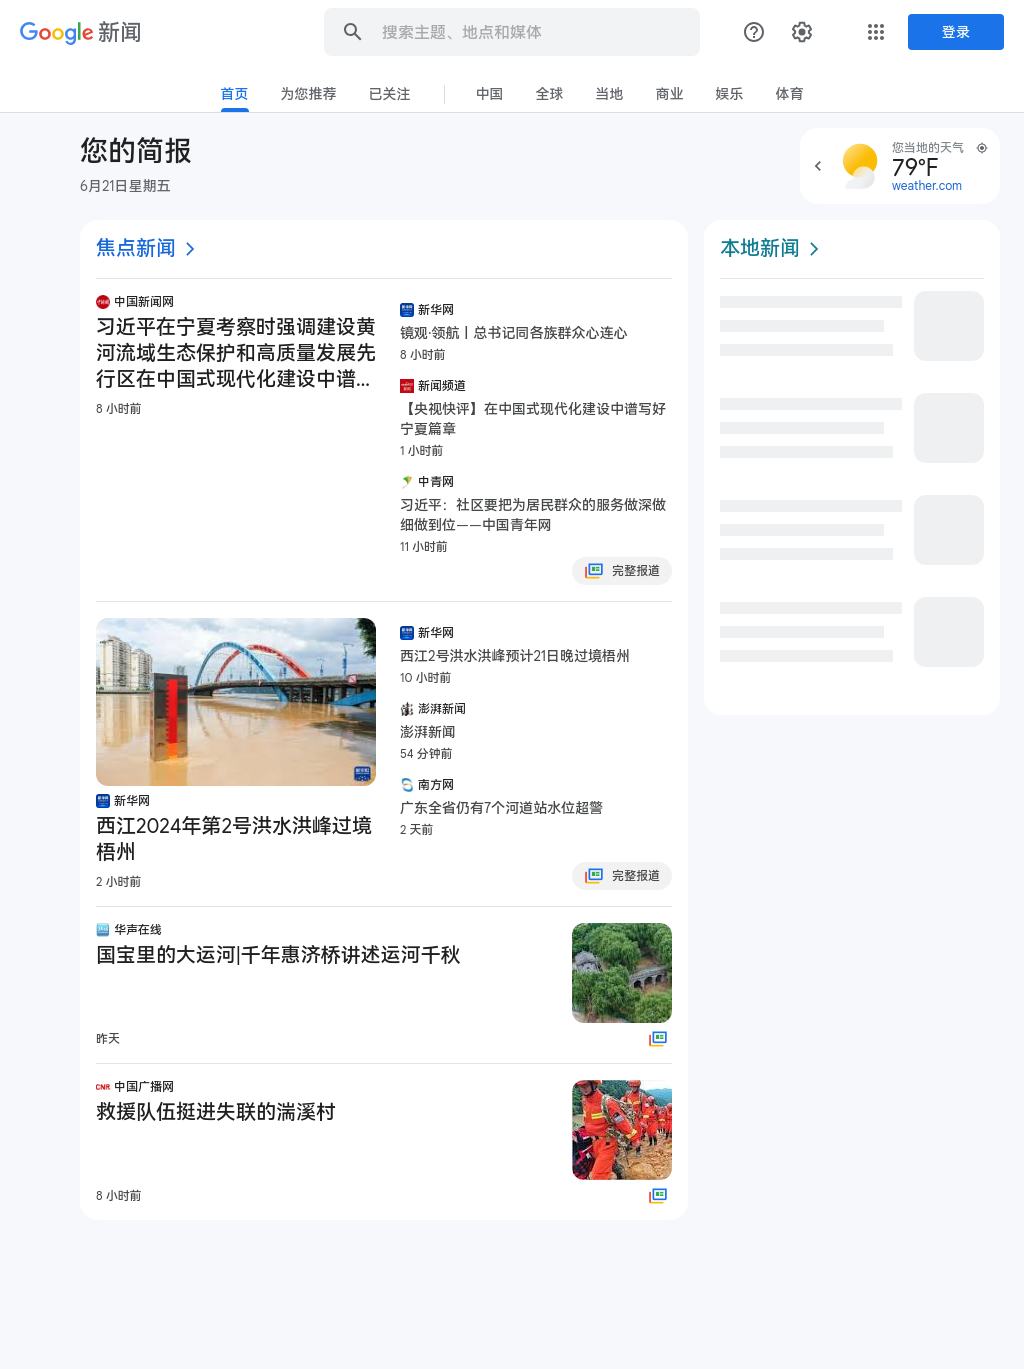 Google 新闻
搜索主题、地点和媒体
登录
首页
为您推荐
已关注
中国
全球
当地
商业
娱乐
体育
您的简报
6月21日星期五
您当地的天气
79°F
weather.com
焦点新闻
中国新闻网
习近平在宁夏考察时强调建设黄
河流域生态保护和高质量发展先
行区在中国式现代化建设中谱...
8 小时前
新华网
镜观·领航丨总书记同各族群众心连心
8 小时前
新闻频道
【央视快评】在中国式现代化建设中谱写好
宁夏篇章
1 小时前
中青网
习近平：社区要把为居民群众的服务做深做
细做到位——中国青年网
11 小时前
完整报道
新华网
西江2024年第2号洪水洪峰过境
梧州
2 小时前
新华网
西江2号洪水洪峰预计21日晚过境梧州
10 小时前
澎湃新闻
澎湃新闻
54 分钟前
南方网
广东全省仍有7个河道站水位超警
2 天前
完整报道
华声在线
国宝里的大运河|千年惠济桥讲述运河千秋
昨天
CNR 中国广播网
救援队伍挺进失联的湍溪村
8 小时前
本地新闻